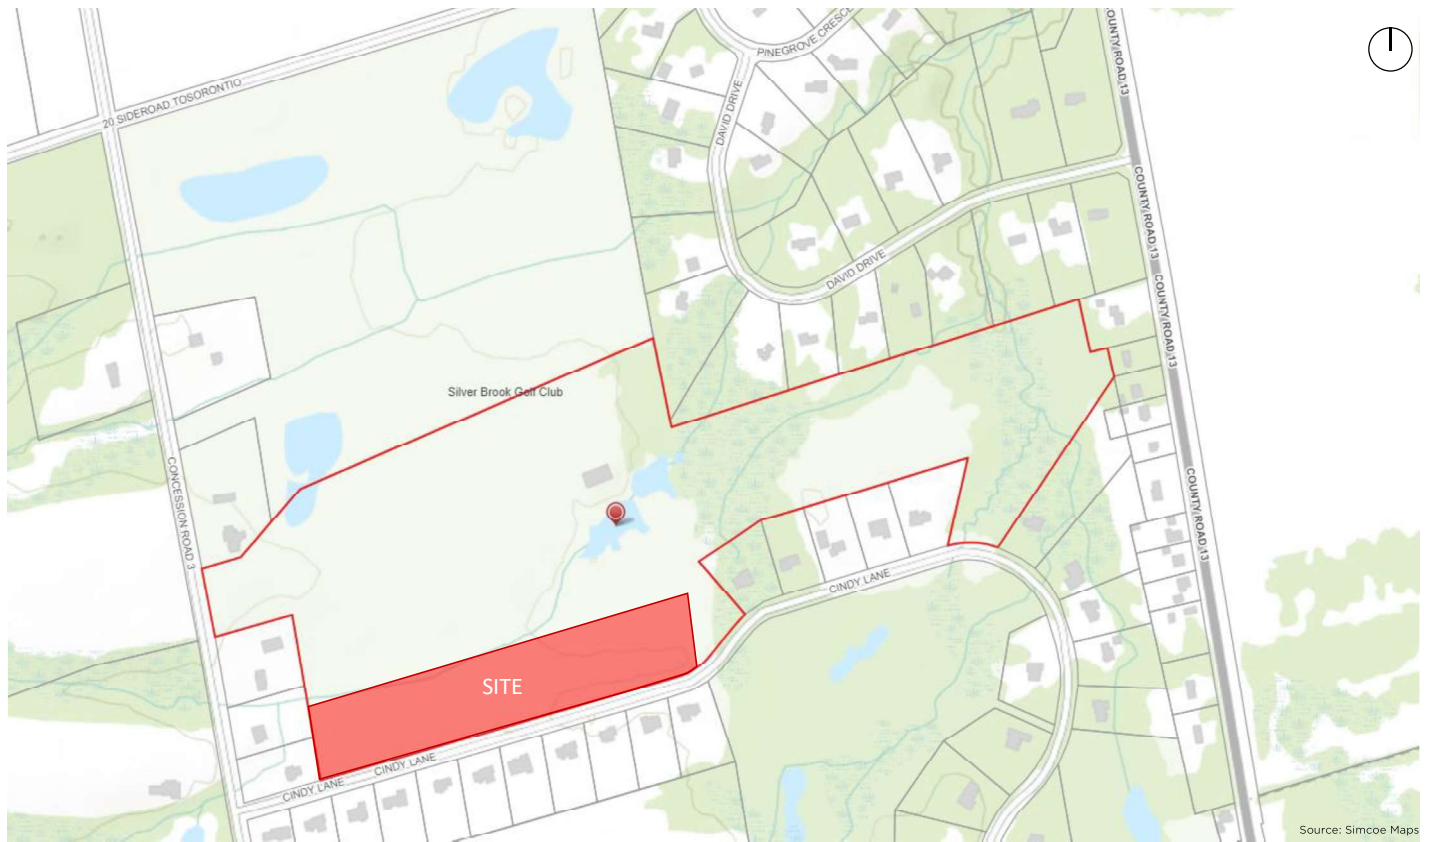 PINEGROVE CRESCE
COUNTY ROAD 13
20 SIDEROAD TOSORONTIO
DAVID DRIVE
COUNTY ROAD 13
DAVID DRIVE
COUNTY ROAD 13
Silver Brook Golf Club
CONCESSION ROAD 3
COUNTY ROAD 13
CINDY LANE
SITE
CINDY LANE
CINDY LANE
Source: Simcoe Maps